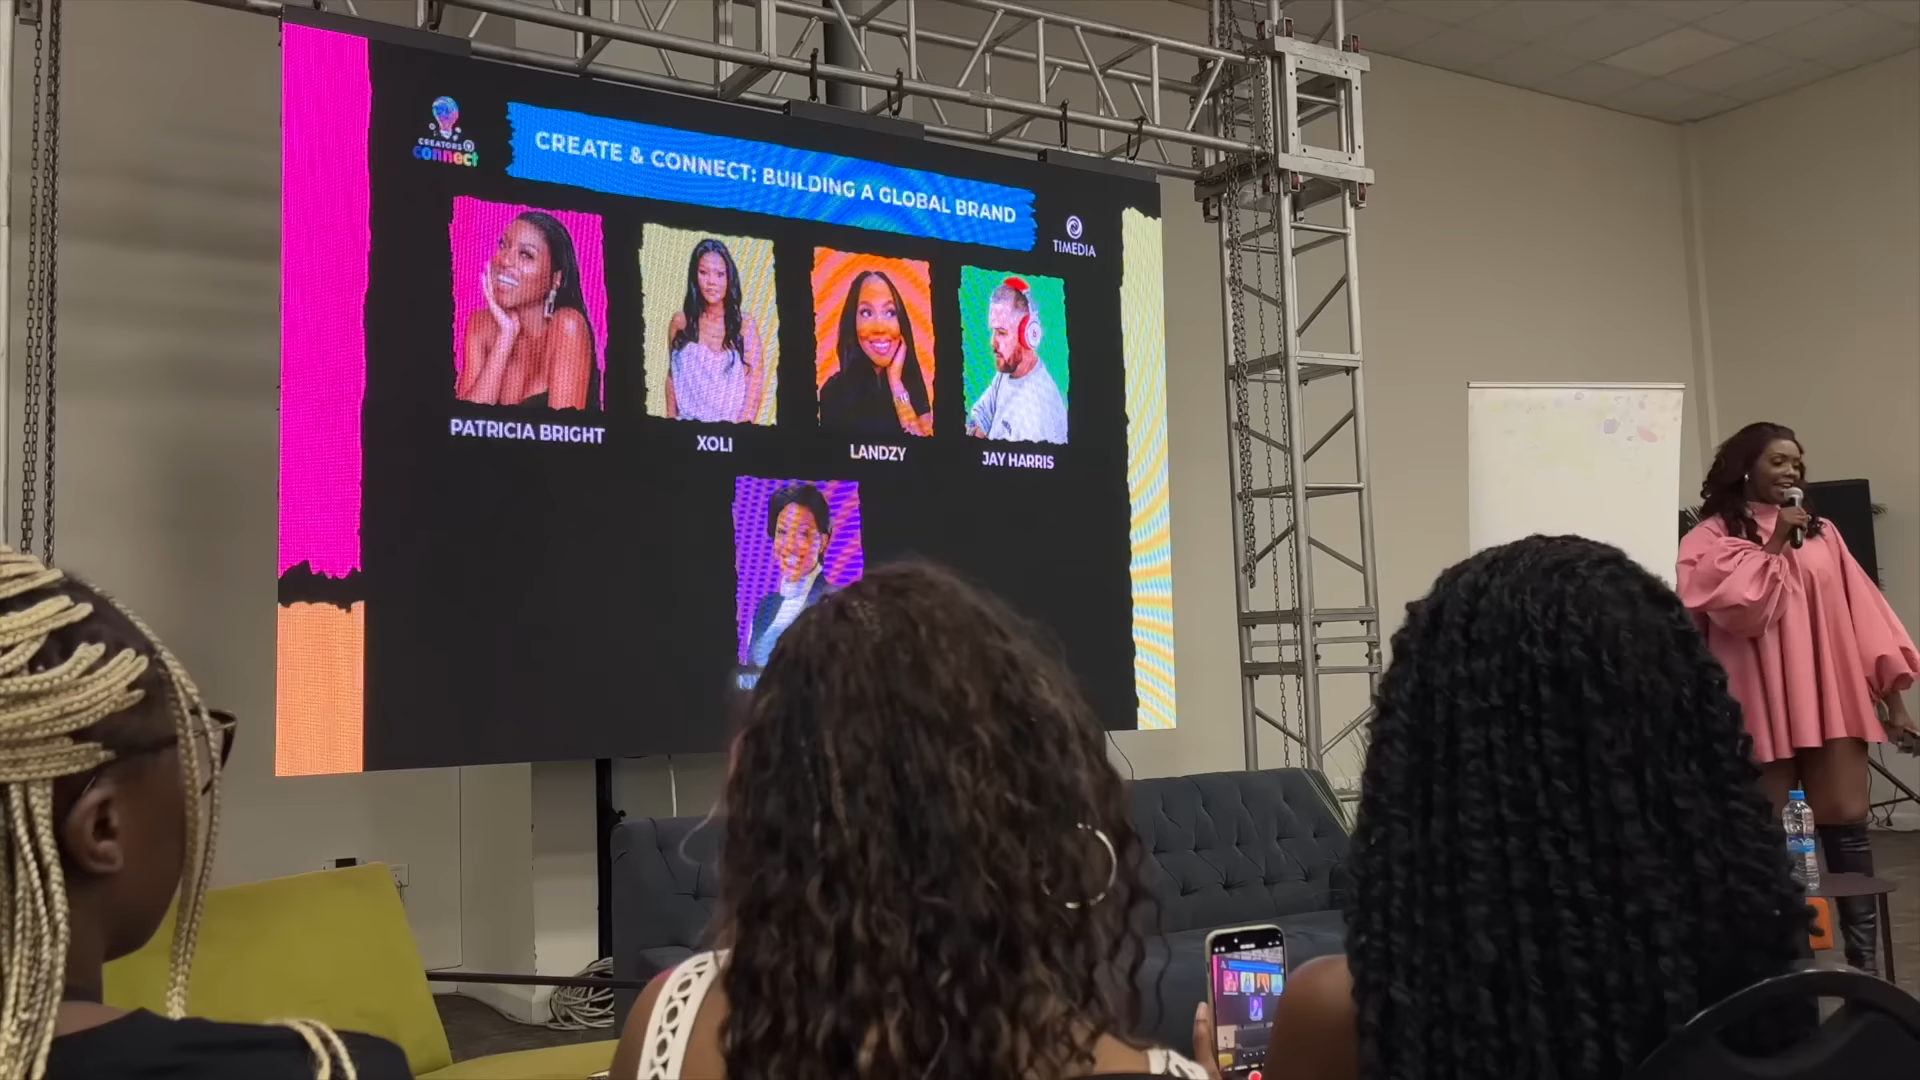 CREATORS
connect
CREATE & CONNECT: BUILDING A GLOBAL BRAND
TIMEDIA
PATRICIA BRIGHT
XOLI
LANDZY
JAY HARRIS